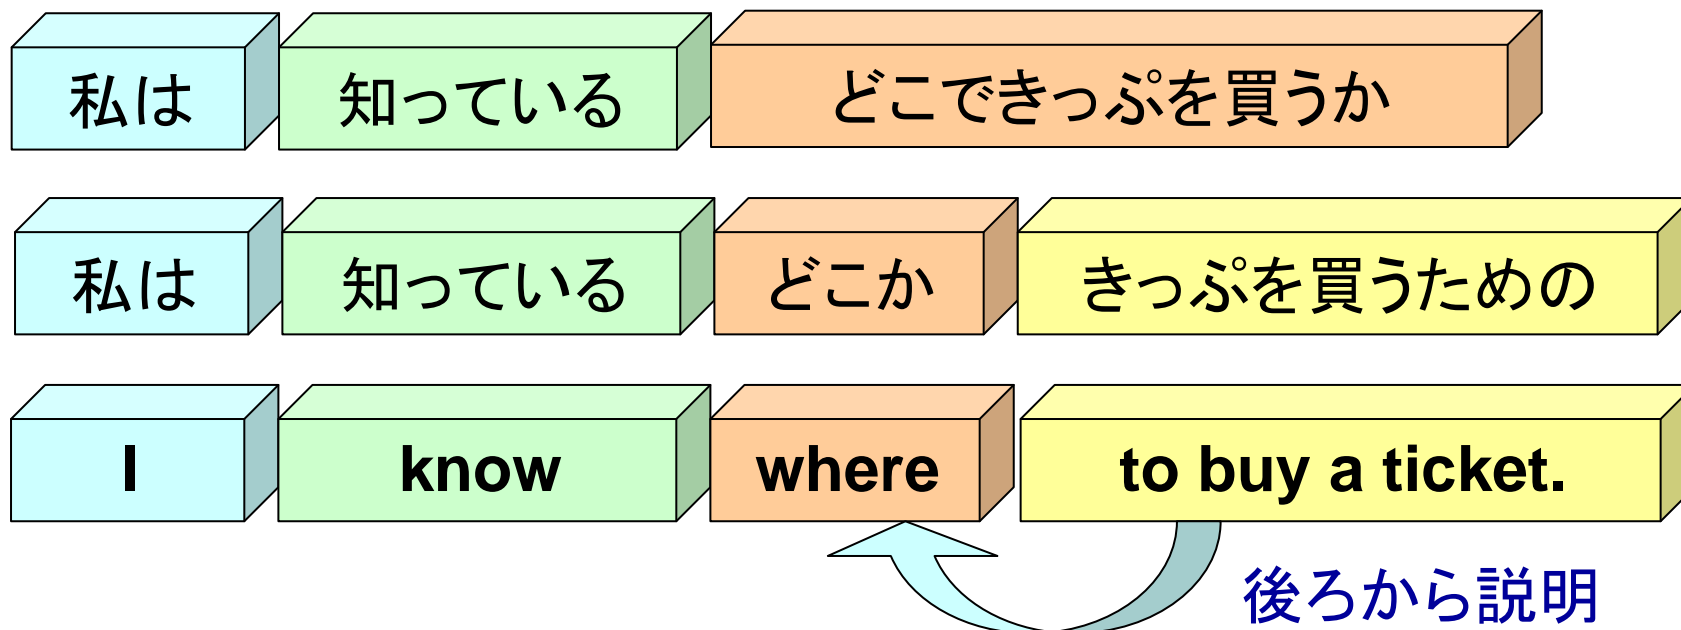 私は 知っている どこできっぷを買うか
私は 知っている どこか きっぷを買うための
I know where to buy a ticket.
後ろから説明